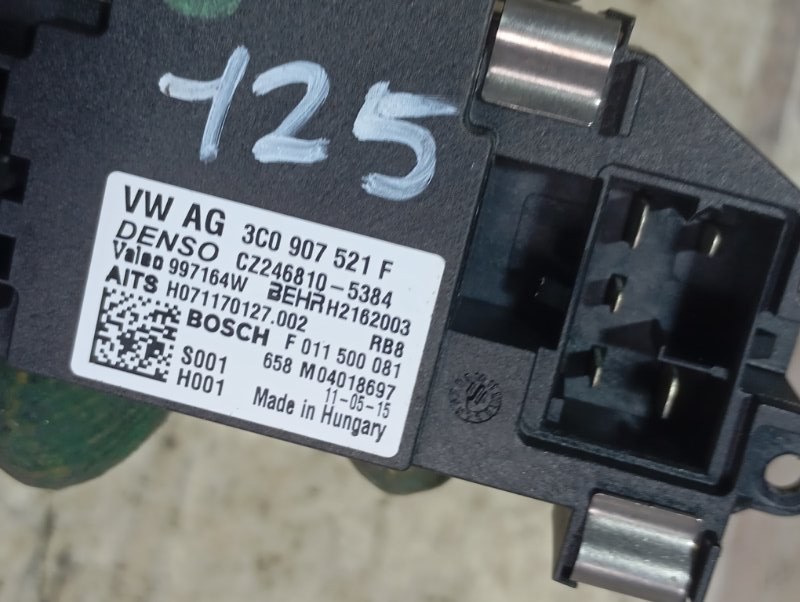 125
VW AG 3C0 907 521 F
DENSO CZ246810-5384
Valeo 997164W BEHR H2162003
AITS H071170127.002 RB8
BOSCH F 011 500 081
S001 658 M04018697
H001 11-05-15
Made in Hungary